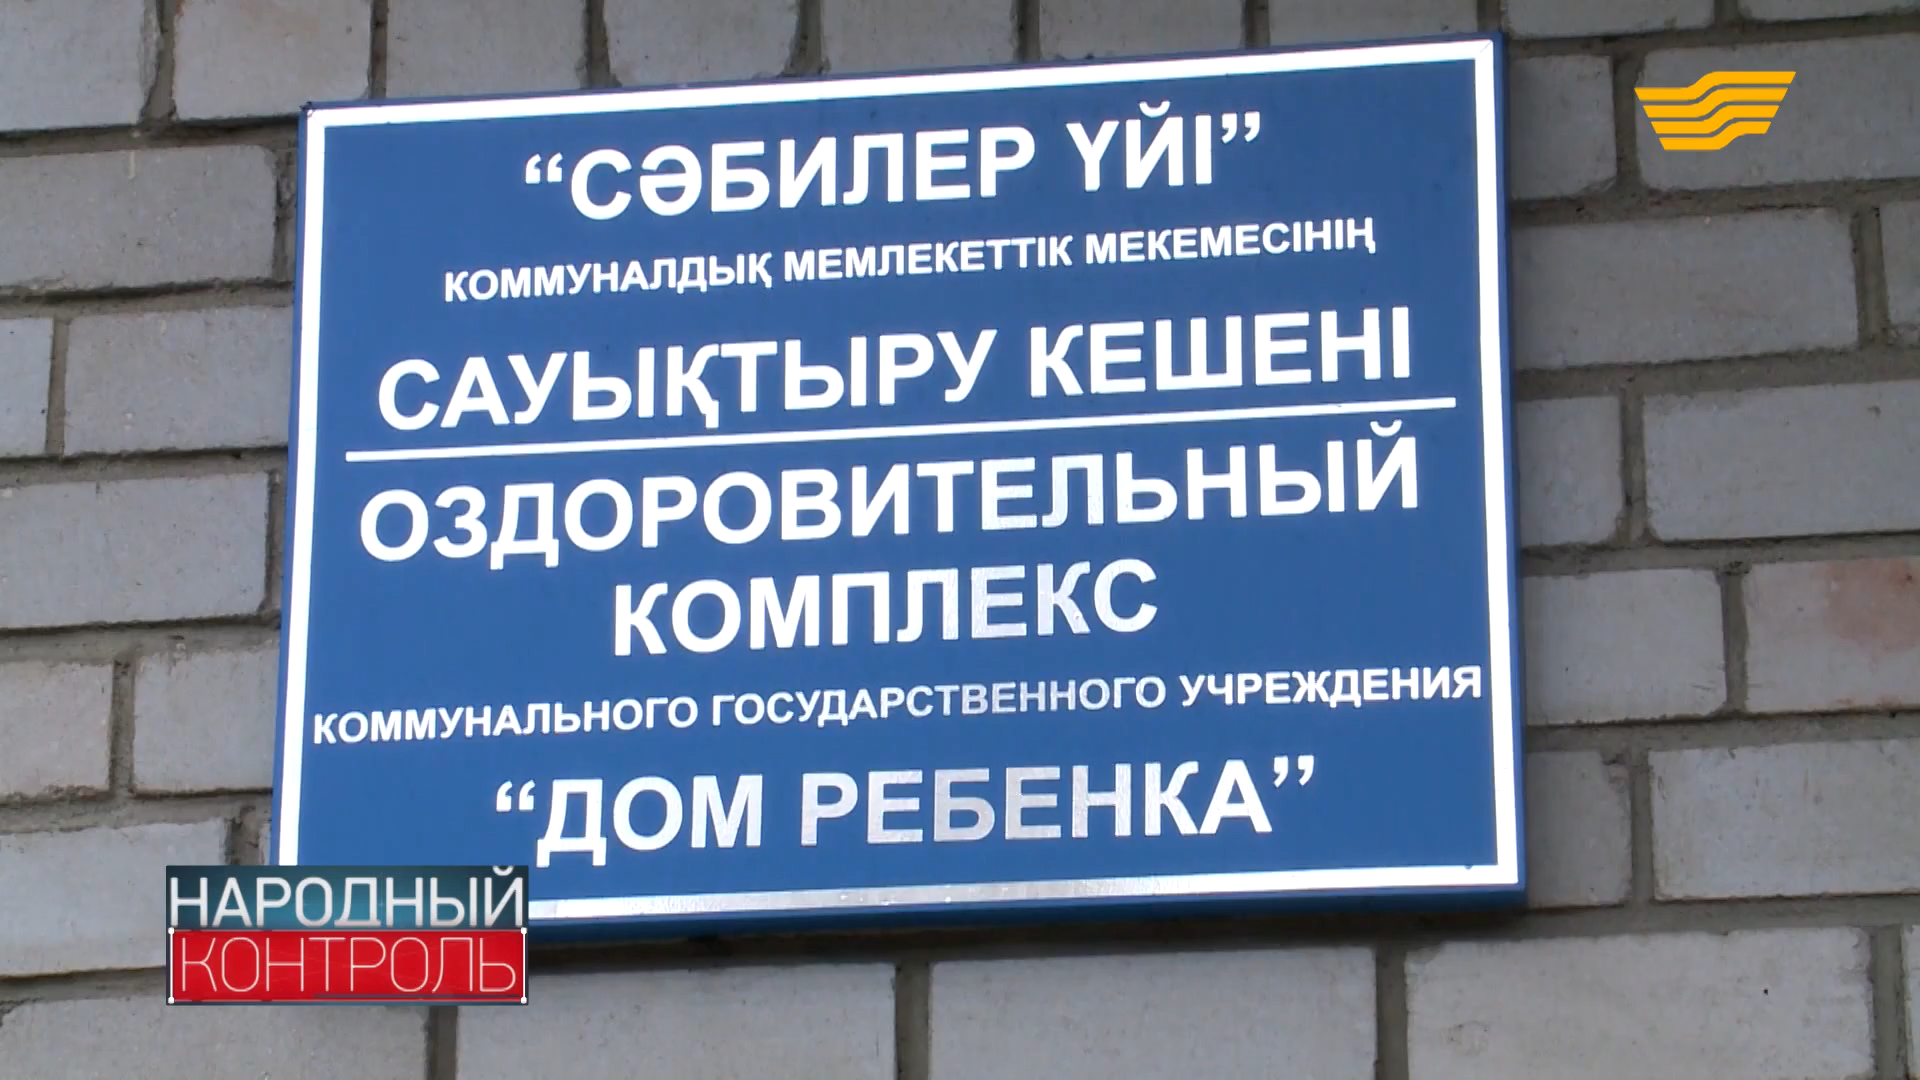 “СӘБИЛЕР ҮЙІ”
КОММУНАЛДЫҚ МЕМЛЕКЕТТІК МЕКЕМЕСІНІҢ
САУЫҚТЫРУ КЕШЕНІ
ОЗДОРОВИТЕЛЬНЫЙ
КОМПЛЕКС
КОММУНАЛЬНОГО ГОСУДАРСТВЕННОГО УЧРЕЖДЕНИЯ
“ДОМ РЕБЕНКА”
НАРОДНЫЙ
КОНТРОЛЬ